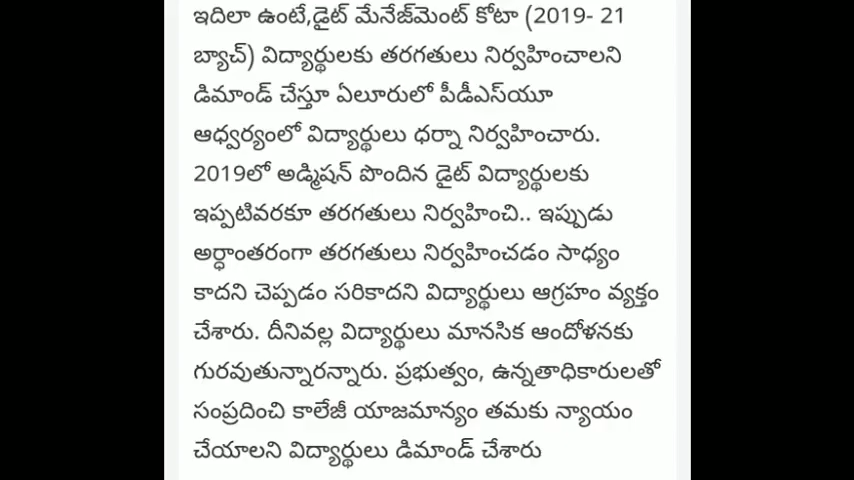 ఇదిలా ఉంటే,డైట్ మేనేజ్‌మెంట్ కోటా (2019- 21
బ్యాచ్) విద్యార్థులకు తరగతులు నిర్వహించాలని
డిమాండ్ చేస్తూ ఏలూరులో పీడీఎస్‌యూ
ఆధ్వర్యంలో విద్యార్థులు ధర్నా నిర్వహించారు.
2019లో అడ్మిషన్ పొందిన డైట్ విద్యార్థులకు
ఇప్పటివరకూ తరగతులు నిర్వహించి.. ఇప్పుడు
అర్ధాంతరంగా తరగతులు నిర్వహించడం సాధ్యం
కాదని చెప్పడం సరికాదని విద్యార్థులు ఆగ్రహం వ్యక్తం
చేశారు. దీనివల్ల విద్యార్థులు మానసిక ఆందోళనకు
గురవుతున్నారన్నారు. ప్రభుత్వం, ఉన్నతాధికారులతో
సంప్రదించి కాలేజీ యాజమాన్యం తమకు న్యాయం
చేయాలని విద్యార్థులు డిమాండ్ చేశారు